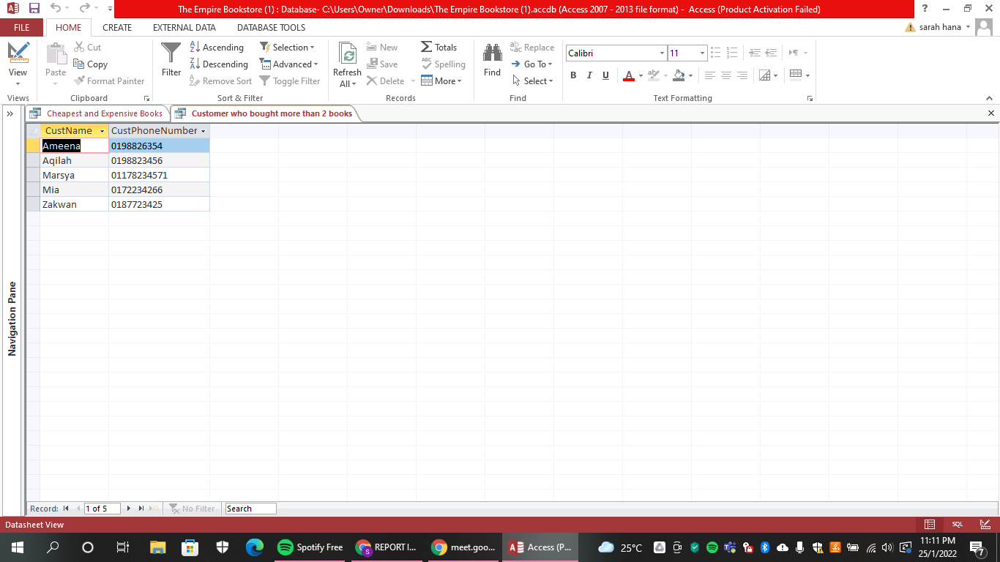 The Empire Bookstore (1) : Database- C:\Users\Owner\Downloads\The Empire Bookstore (1).accdb (Access 2007 - 2013 file format) - Access (Product Activation Failed)
FILE HOME CREATE EXTERNAL DATA DATABASE TOOLS sarah hana
View
Views
Paste
Cut
Copy
Format Painter
Clipboard
Filter
Ascending
Descending
Remove Sort
Selection
Advanced
Toggle Filter
Sort & Filter
Refresh
All
New
Save
Delete
Totals
Spelling
More
Records
Find
Replace
Go To
Select
Find
Calibri 11
B I U A
Text Formatting
Cheapest and Expensive Books Customer who bought more than 2 books
CustName CustPhoneNumber
Ameena 0198826354
Aqilah 0198823456
Marsya 01178234571
Mia 0172234266
Zakwan 0187723425
Navigation Pane
Record: 1 of 5 No Filter Search
Datasheet View SQL
Spotify Free REPORT I... meet.goo... Access (P... 25°C 11:11 PM
25/1/2022 7